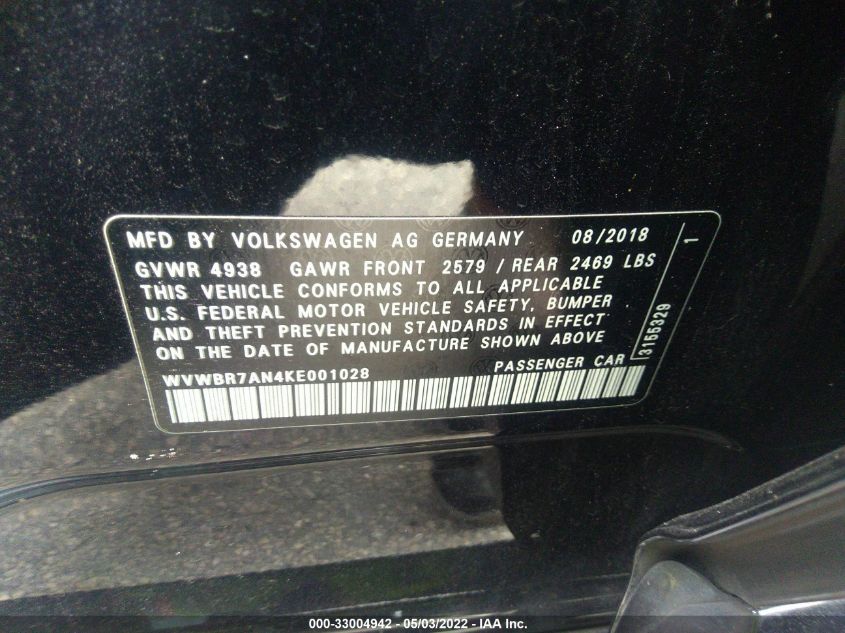 MFD BY VOLKSWAGEN AG GERMANY 08/2018
GVWR 4938 GAWR FRONT 2579 / REAR 2469 LBS
THIS VEHICLE CONFORMS TO ALL APPLICABLE
U.S. FEDERAL MOTOR VEHICLE SAFETY, BUMPER
AND THEFT PREVENTION STANDARDS IN EFFECT
ON THE DATE OF MANUFACTURE SHOWN ABOVE
WVWBR7AN4KE001028 PASSENGER CAR
3155329
1
000-33004942 - 05/03/2022 - IAA Inc.